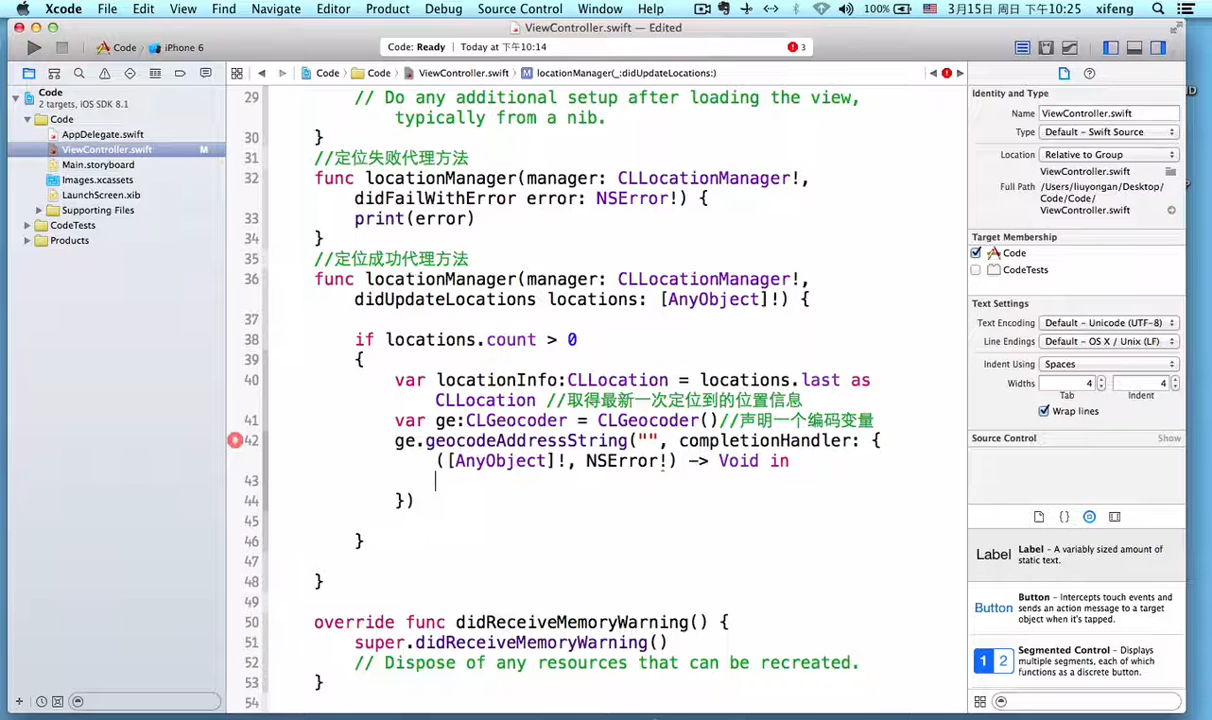 Xcode File Edit View Find Navigate Editor Product Debug Source Control Window Help 100% 3月15日 周日 下午10:25 xifeng
ViewController.swift — Edited
Code iPhone 6 Code: Ready Today at 下午10:14 3
Code Code ViewController.swift M locationManager(_:didUpdateLocations:)
Code
2 targets, iOS SDK 8.1
Code
AppDelegate.swift
ViewController.swift M
Main.storyboard
Images.xcassets
LaunchScreen.xib
Supporting Files
CodeTests
Products
29 // Do any additional setup after loading the view,
typically from a nib.
30 }
31 //定位失败代理方法
32 func locationManager(manager: CLLocationManager!,
didFailWithError error: NSError!) {
33 print(error)
34 }
35 //定位成功代理方法
36 func locationManager(manager: CLLocationManager!,
didUpdateLocations locations: [AnyObject]!) {
37
38 if locations.count > 0
39 {
40 var locationInfo:CLLocation = locations.last as
CLLocation //取得最新一次定位到的位置信息
41 var ge:CLGeocoder = CLGeocoder()//声明一个编码变量
42 ge.geocodeAddressString("", completionHandler: {
([AnyObject]!, NSError!) -> Void in
43
44 })
45
46 }
47
48 }
49
50 override func didReceiveMemoryWarning() {
51 super.didReceiveMemoryWarning()
52 // Dispose of any resources that can be recreated.
53 }
54
Identity and Type
Name ViewController.swift
Type Default - Swift Source
Location Relative to Group
ViewController.swift
Full Path /Users/liuyongan/Desktop/
Code/Code/
ViewController.swift
Target Membership
Code
CodeTests
Text Settings
Text Encoding Default - Unicode (UTF-8)
Line Endings Default - OS X / Unix (LF)
Indent Using Spaces
Widths 4 4
Tab Indent
Wrap lines
Source Control Show
{}
Label Label - A variably sized amount of
static text.
Button Button - Intercepts touch events and
sends an action message to a target
object when it's tapped.
1 2 Segmented Control - Displays
multiple segments, each of which
functions as a discrete button.